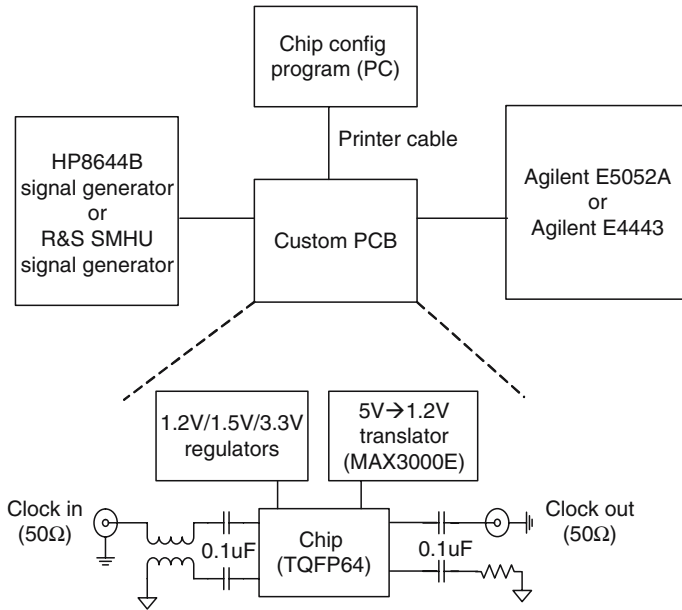 Chip config
program (PC)
Printer cable
HP8644B
signal generator
or
R&S SMHU
signal generator
Custom PCB
Agilent E5052A
or
Agilent E4443
1.2V/1.5V/3.3V
regulators
5V→1.2V
translator
(MAX3000E)
Clock in
(50Ω)
0.1uF
Chip
(TQFP64)
0.1uF
Clock out
(50Ω)